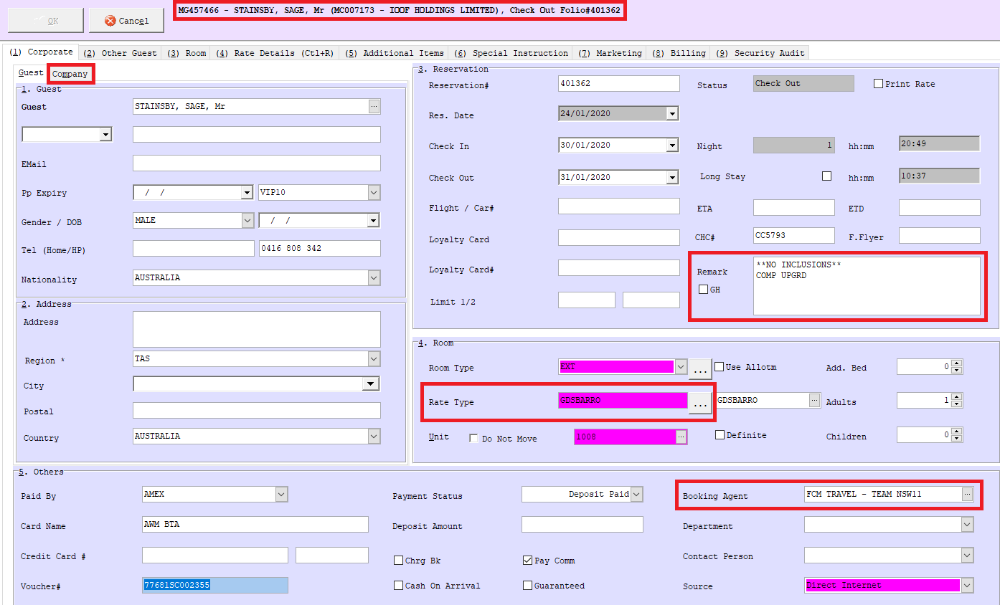 MG457466 - STAINSBY, SAGE, Mr (MC007173 - IOOF HOLDINGS LIMITED), Check Out Folio#401362
OK
Cancel
(1) Corporate
(2) Other Guest
(3) Room
(4) Rate Details (Ctl+R)
(5) Additional Items
(6) Special Instruction
(7) Marketing
(8) Billing
(9) Security Audit
Guest
Company
1. Guest
Guest
STAINSBY, SAGE, Mr
...
EMail
Pp Expiry
/ /
VIP10
Gender / DOB
MALE
/ /
Tel (Home/HP)
0416 808 342
Nationality
AUSTRALIA
2. Address
Address
Region *
TAS
City
Postal
Country
AUSTRALIA
3. Reservation
Reservation#
401362
Status
Check Out
Print Rate
Res. Date
24/01/2020
Check In
30/01/2020
Night
1
hh:mm
20:49
Check Out
31/01/2020
Long Stay
hh:mm
10:37
Flight / Car#
ETA
ETD
Loyalty Card
CHC#
CC5793
F.Flyer
Loyalty Card#
Limit 1/2
Remark
GH
**NO INCLUSIONS**
COMP UPGRD
4. Room
Room Type
EXT
...
Use Allotm
Add. Bed
0
Rate Type
GDSBARRO
...
GDSBARRO
...
Adults
1
Unit
Do Not Move
1008
...
Definite
Children
0
5. Others
Paid By
AMEX
Payment Status
Deposit Paid
Booking Agent
FCM TRAVEL - TEAM NSW11
...
Card Name
AWM BTA
Deposit Amount
Department
Credit Card #
Chrg Bk
Pay Comm
Contact Person
Voucher#
77681SC002355
Cash On Arrival
Guaranteed
Source
Direct Internet